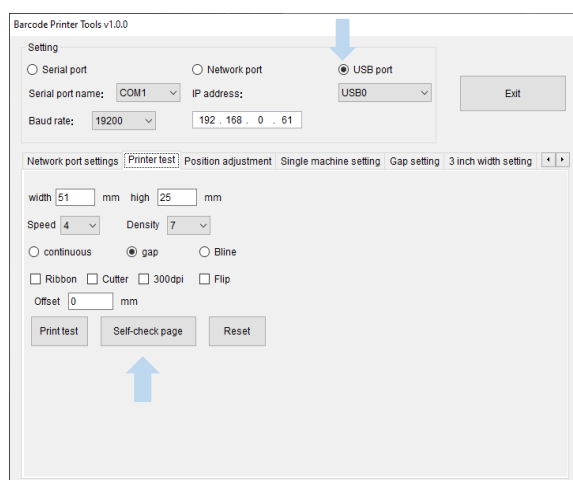 Barcode Printer Tools v1.0.0
Setting
Serial port Network port USB port
Serial port name: COM1 IP address: USB0 Exit
Baud rate: 19200 192 . 168 . 0 . 61
Network port settings Printer test Position adjustment Single machine setting Gap setting 3 inch width setting
width 51 mm high 25 mm
Speed 4 Density 7
continuous gap Bline
Ribbon Cutter 300dpi Flip
Offset 0 mm
Print test Self-check page Reset